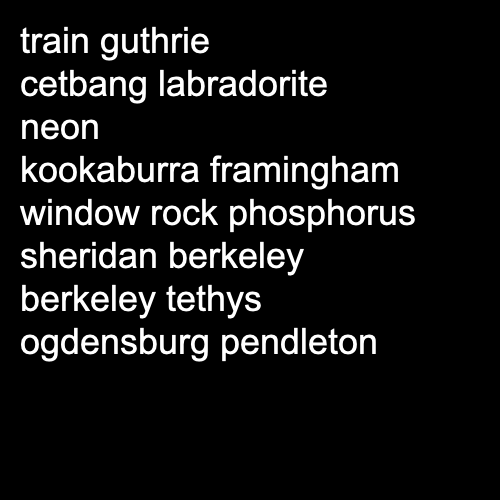 train guthrie
cetbang labradorite
neon
kookaburra framingham
window rock phosphorus
sheridan berkeley
berkeley tethys
ogdensburg pendleton